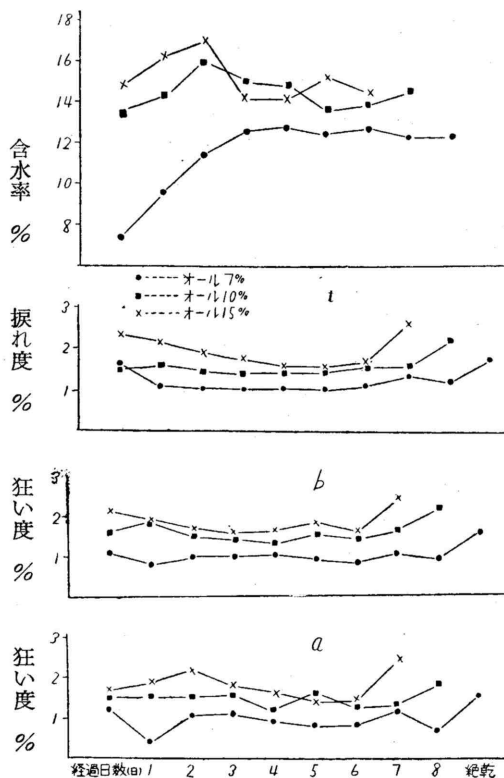 18
16
14
12
10
8
含水率 %
●------オール7%
■------オール10%
×------オール15%
t
3
2
1
捩れ度 %
b
3
2
1
狂い度 %
a
3
2
1
狂い度 %
経過日数(日) 1 2 3 4 5 6 7 8 絶乾